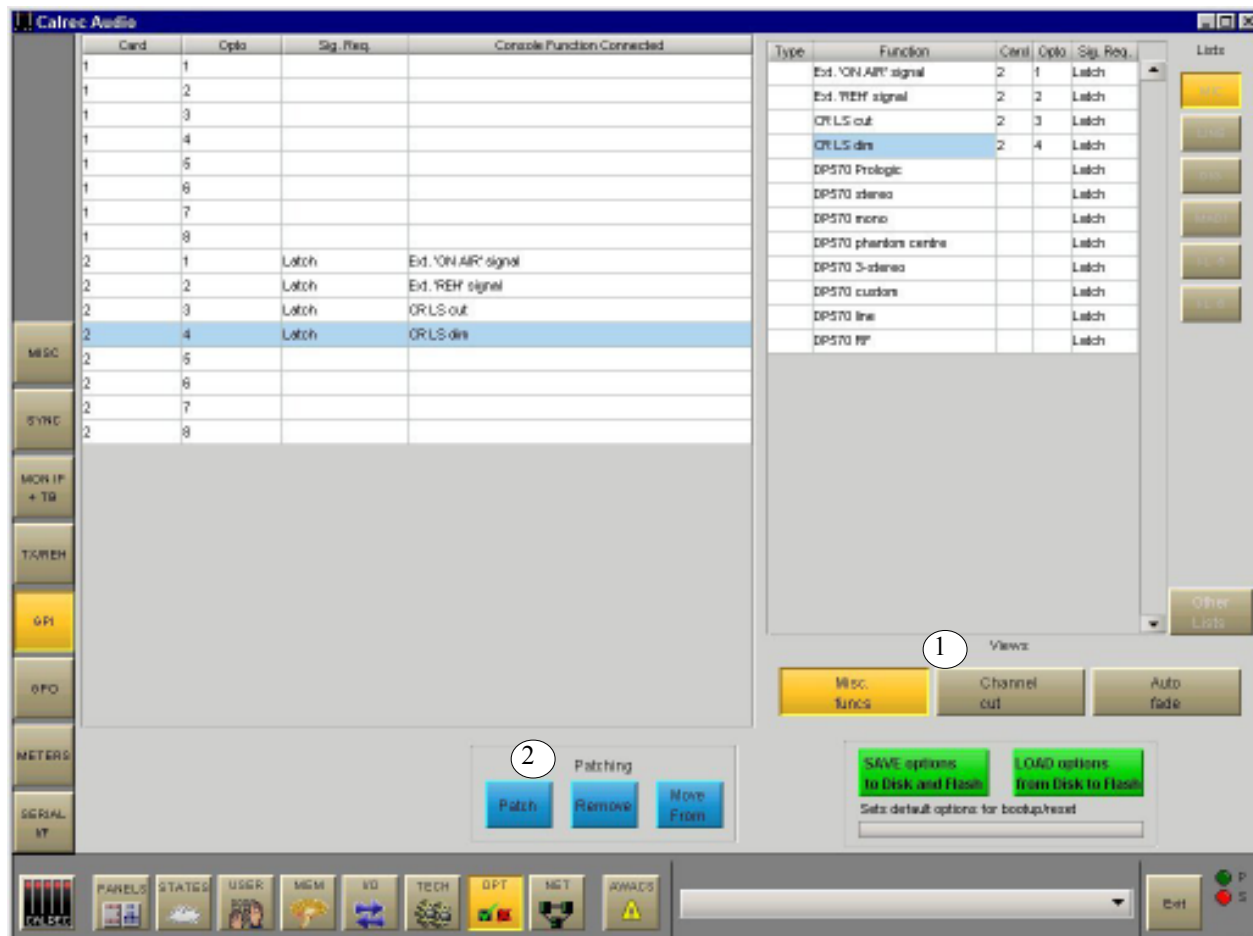 Calrec Audio
Card Opto Sig. Req. Console Function Connected
1 1
1 2
1 3
1 4
1 5
1 6
1 7
1 8
2 1 Latch Ext. 'ON AIR' signal
2 2 Latch Ext. 'REH' signal
2 3 Latch CR LS cut
2 4 Latch CR LS dim
2 5
2 6
2 7
2 8
Type Function Card Opto Sig. Req.
Ext. 'ON AIR' signal 2 1 Latch
Ext. 'REH' signal 2 2 Latch
CR LS cut 2 3 Latch
CR LS dim 2 4 Latch
DP570 Prologic Latch
DP570 stereo Latch
DP570 mono Latch
DP570 phantom centre Latch
DP570 3-stereo Latch
DP570 custom Latch
DP570 line Latch
DP570 RF Latch
Lists
Other
Lists
MISC
SYNC
MON IP
+ TB
TX/REH
GPI
GPO
METERS
SERIAL
I/F
1
Views
Misc.
funcs
Channel
cut
Auto
fade
2
Patching
Patch
Remove
Move
From
SAVE options
to Disk and Flash
LOAD options
from Disk to Flash
Sets default options for bootup/reset
CALREC
PANELS
STATES
USER
MEM
I/O
TECH
OPT
NET
AWACS
Exit
P
S